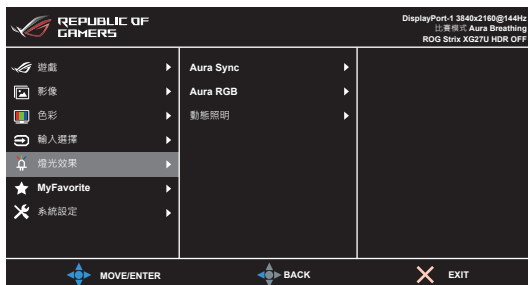 REPUBLIC OF
GAMERS
DisplayPort-1 3840x2160@144Hz
比賽模式 Aura Breathing
ROG Strix XG27U HDR OFF
遊戲
影像
色彩
輸入選擇
燈光效果
MyFavorite
系統設定
Aura Sync
Aura RGB
動態照明
MOVE/ENTER
BACK
EXIT